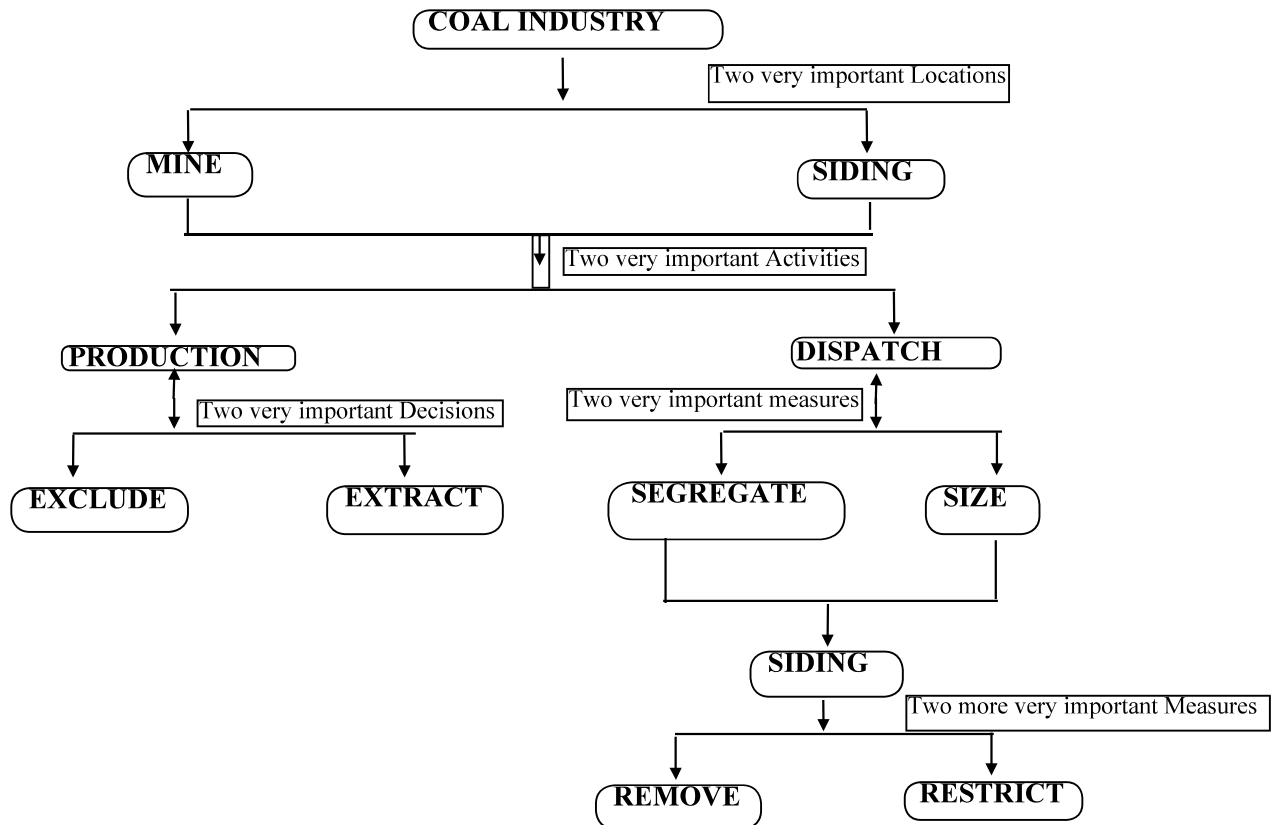 COAL INDUSTRY
Two very important Locations
MINE
SIDING
Two very important Activities
PRODUCTION
DISPATCH
Two very important Decisions
Two very important measures
EXCLUDE
EXTRACT
SEGREGATE
SIZE
SIDING
Two more very important Measures
REMOVE
RESTRICT